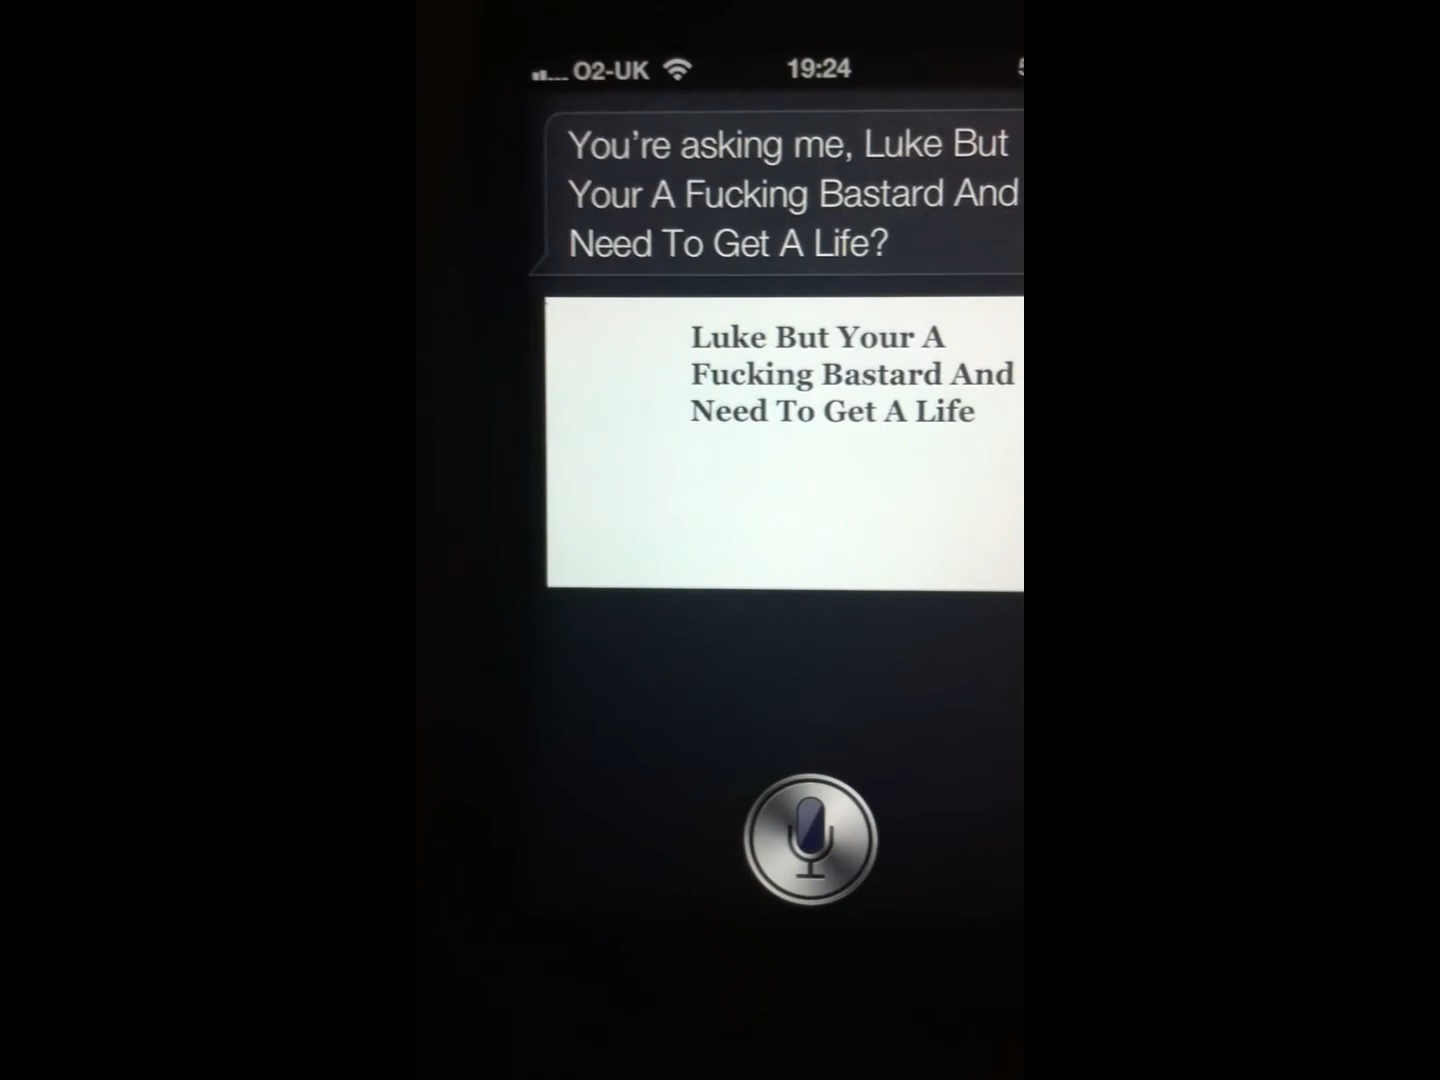 O2-UK 19:24
You're asking me, Luke But
Your A Fucking Bastard And
Need To Get A Life?
Luke But Your A
Fucking Bastard And
Need To Get A Life